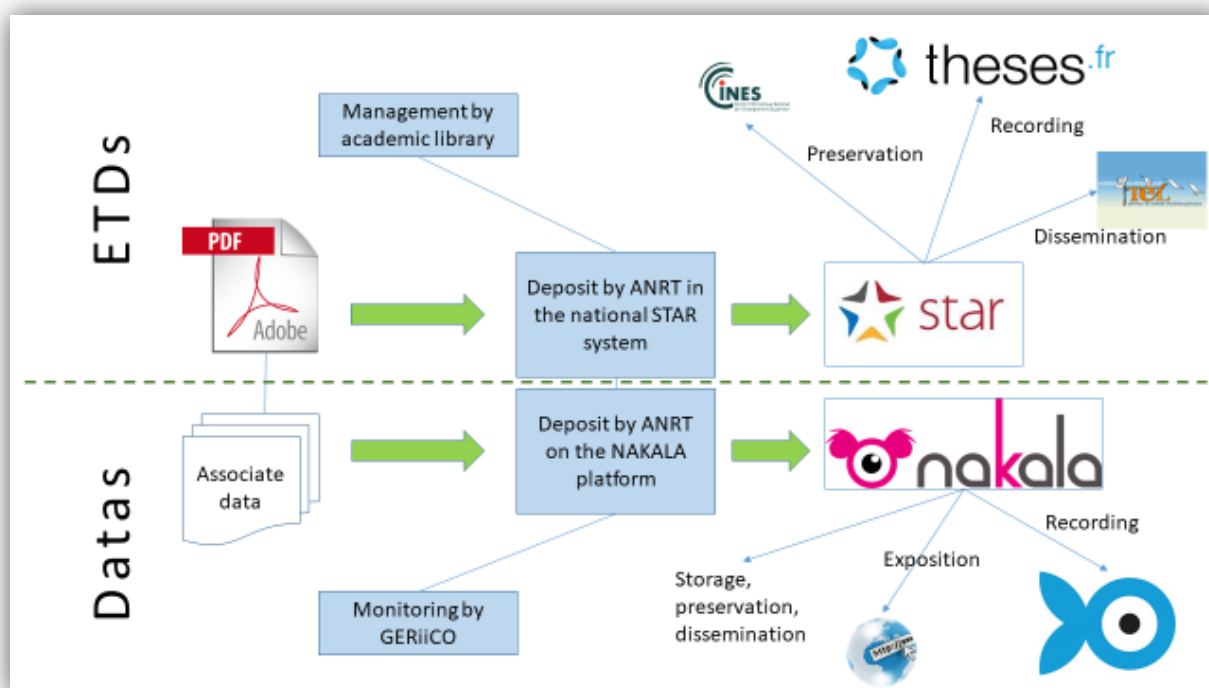 ETDs
Management by
academic library
PDF
Adobe
Deposit by ANRT in
the national STAR
system
CINES
theses.fr
Preservation
Recording
TEL
Dissemination
star
Datas
Associate
data
Deposit by ANRT
on the NAKALA
platform
nakala
Monitoring by
GERiiCO
Storage,
preservation,
dissemination
Exposition
Recording